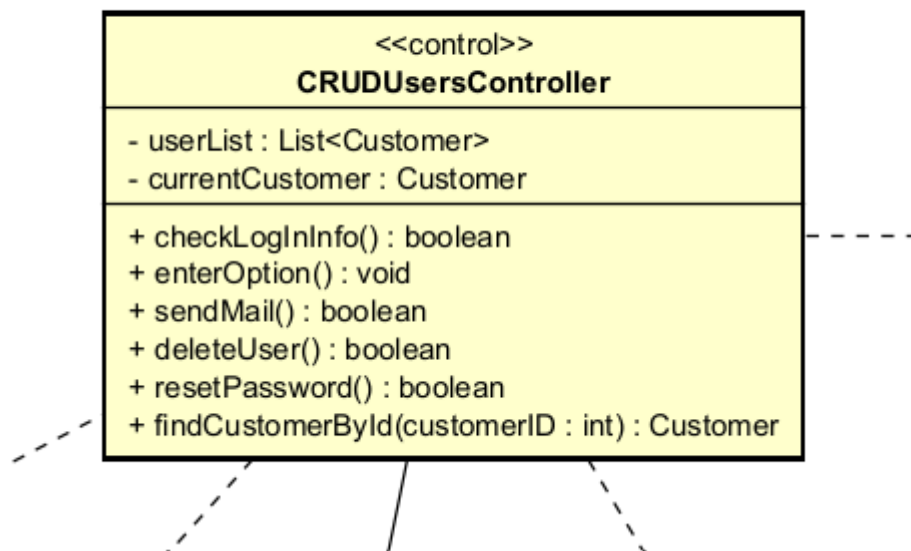 <<control>>
CRUDUsersController
- userList : List<Customer>
- currentCustomer : Customer
+ checkLogInInfo() : boolean
+ enterOption() : void
+ sendMail() : boolean
+ deleteUser() : boolean
+ resetPassword() : boolean
+ findCustomerById(customerID : int) : Customer